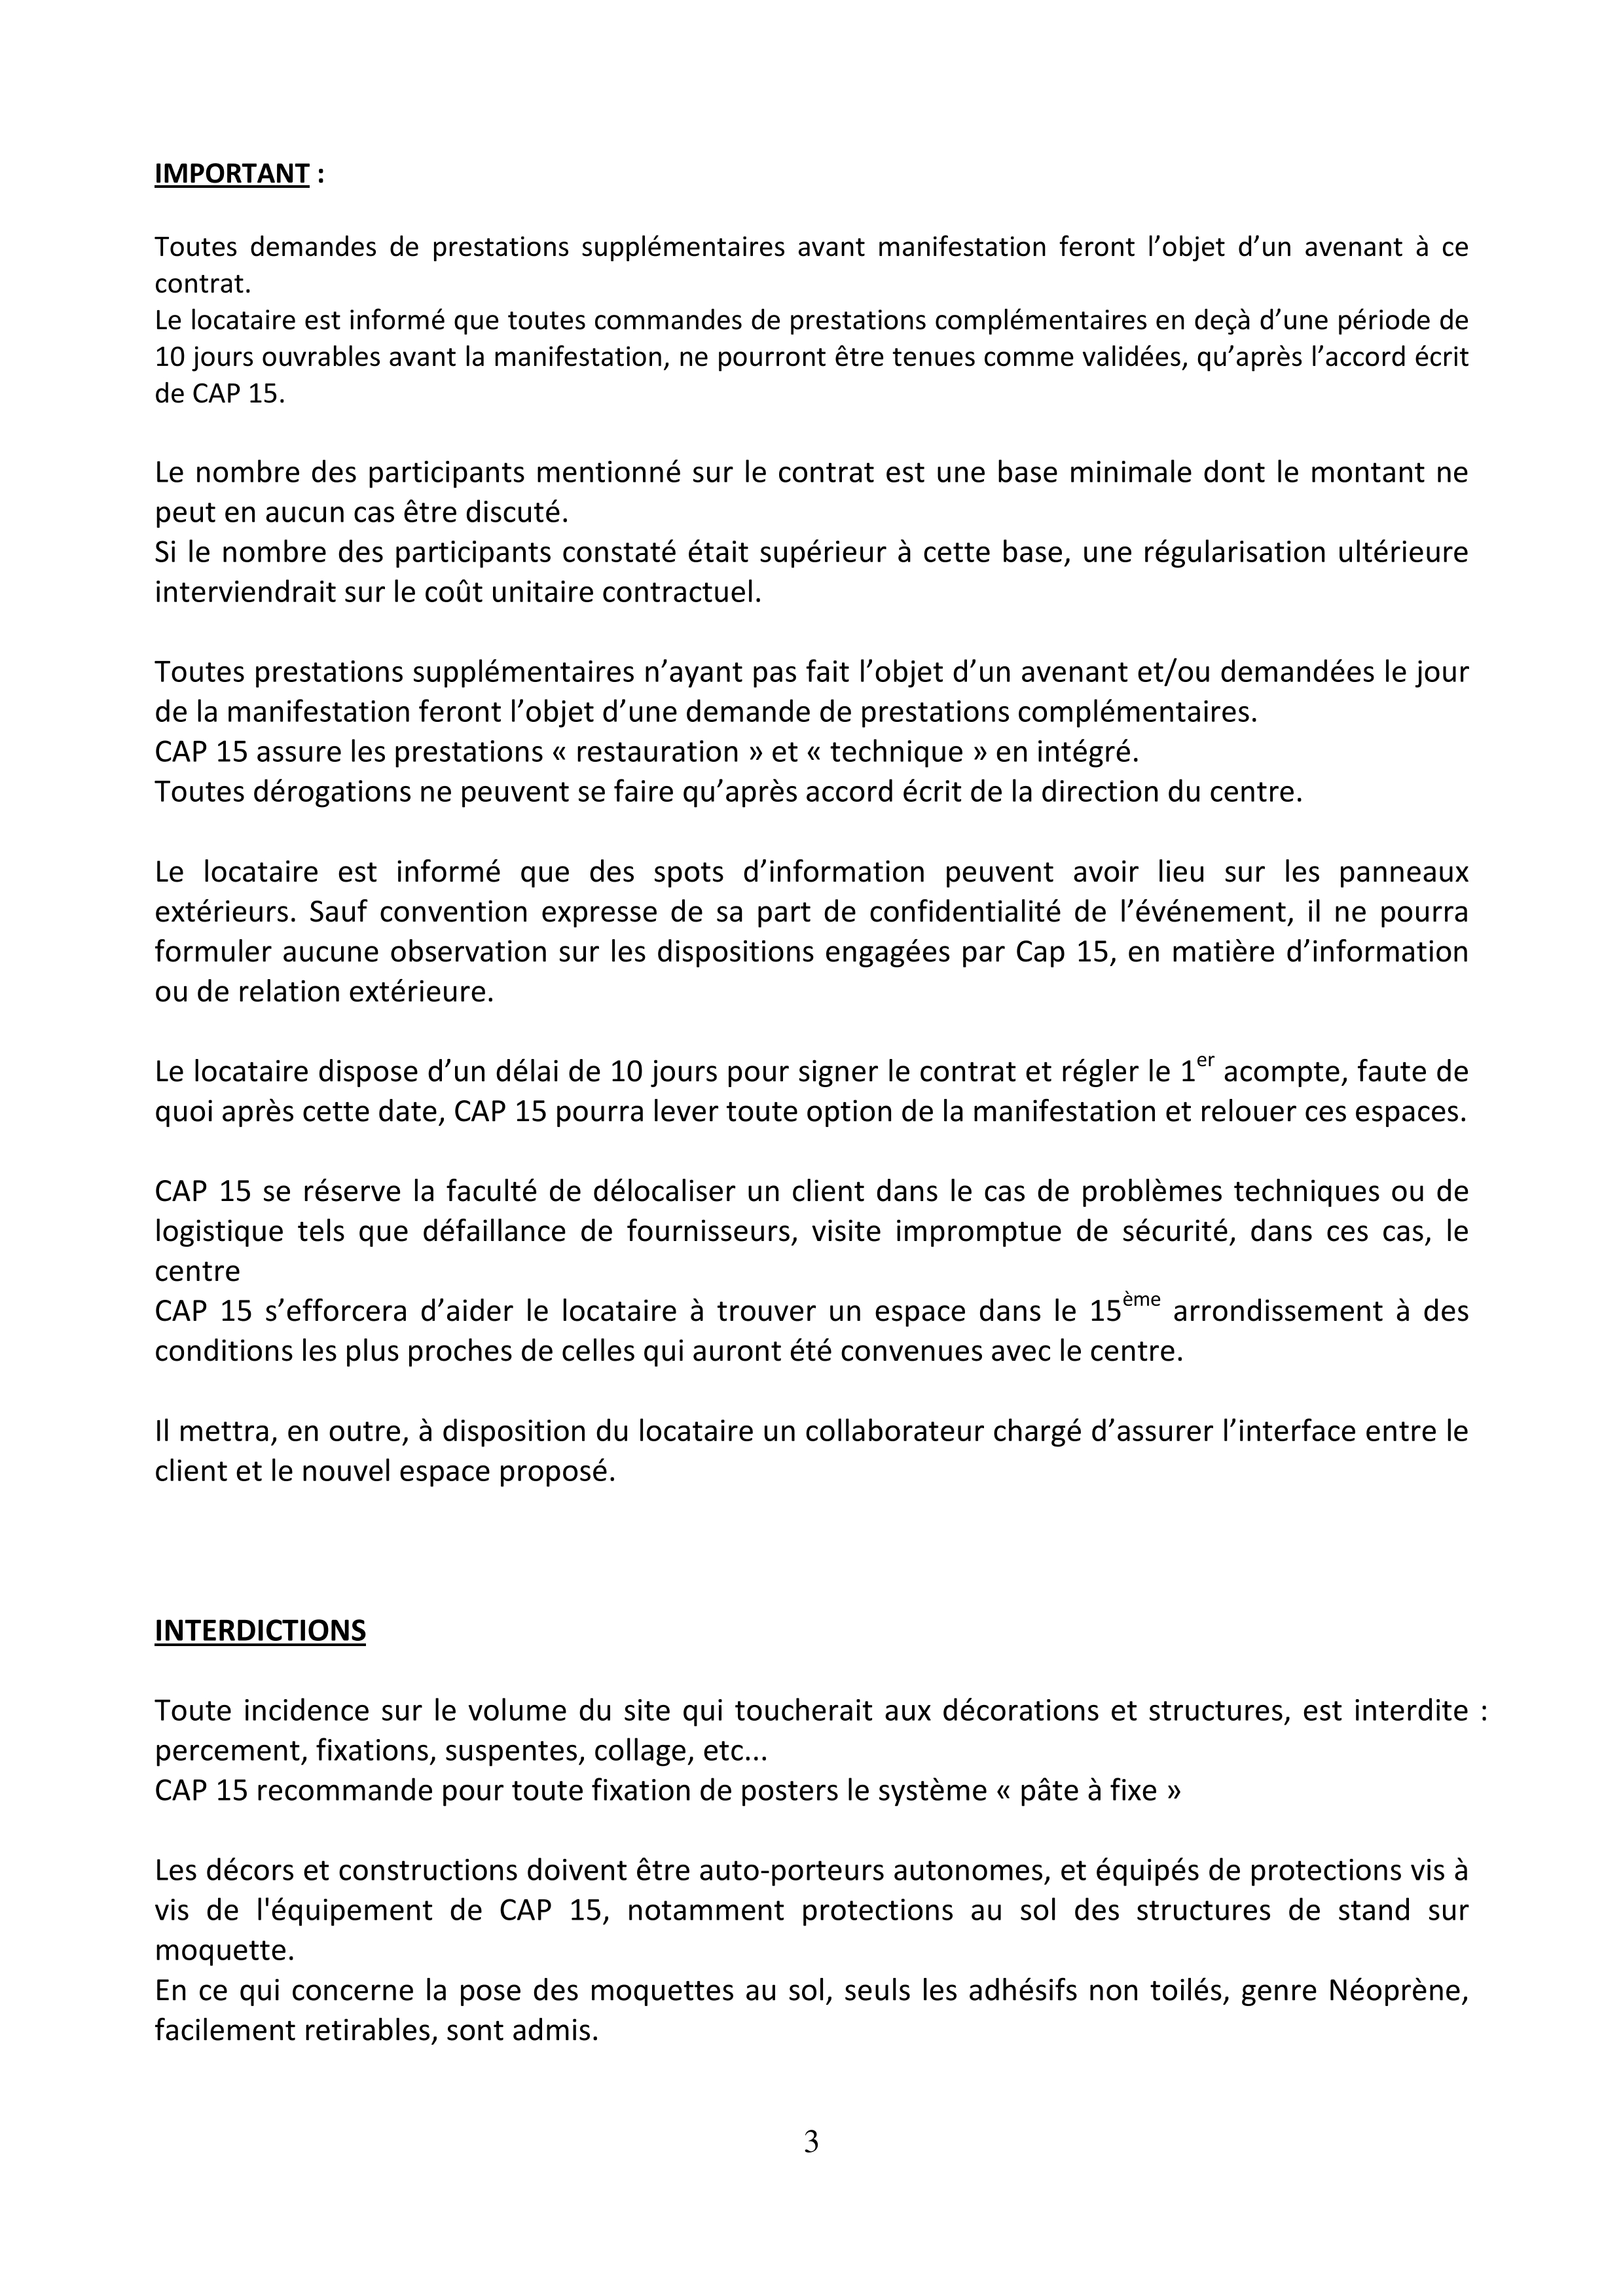 IMPORTANT :
Toutes demandes de prestations supplémentaires avant manifestation feront l’objet d’un avenant à ce
contrat.
Le locataire est informé que toutes commandes de prestations complémentaires en deçà d’une période de
10 jours ouvrables avant la manifestation, ne pourront être tenues comme validées, qu’après l’accord écrit
de CAP 15.
Le nombre des participants mentionné sur le contrat est une base minimale dont le montant ne
peut en aucun cas être discuté.
Si le nombre des participants constaté était supérieur à cette base, une régularisation ultérieure
interviendrait sur le coût unitaire contractuel.
Toutes prestations supplémentaires n’ayant pas fait l’objet d’un avenant et/ou demandées le jour
de la manifestation feront l’objet d’une demande de prestations complémentaires.
CAP 15 assure les prestations « restauration » et « technique » en intégré.
Toutes dérogations ne peuvent se faire qu’après accord écrit de la direction du centre.
Le locataire est informé que des spots d’information peuvent avoir lieu sur les panneaux
extérieurs. Sauf convention expresse de sa part de confidentialité de l’événement, il ne pourra
formuler aucune observation sur les dispositions engagées par Cap 15, en matière d’information
ou de relation extérieure.
Le locataire dispose d’un délai de 10 jours pour signer le contrat et régler le 1er acompte, faute de
quoi après cette date, CAP 15 pourra lever toute option de la manifestation et relouer ces espaces.
CAP 15 se réserve la faculté de délocaliser un client dans le cas de problèmes techniques ou de
logistique tels que défaillance de fournisseurs, visite impromptue de sécurité, dans ces cas, le
centre
CAP 15 s’efforcera d’aider le locataire à trouver un espace dans le 15ème arrondissement à des
conditions les plus proches de celles qui auront été convenues avec le centre.
Il mettra, en outre, à disposition du locataire un collaborateur chargé d’assurer l’interface entre le
client et le nouvel espace proposé.
INTERDICTIONS
Toute incidence sur le volume du site qui toucherait aux décorations et structures, est interdite :
percement, fixations, suspentes, collage, etc...
CAP 15 recommande pour toute fixation de posters le système « pâte à fixe »
Les décors et constructions doivent être auto-porteurs autonomes, et équipés de protections vis à
vis de l'équipement de CAP 15, notamment protections au sol des structures de stand sur
moquette.
En ce qui concerne la pose des moquettes au sol, seuls les adhésifs non toilés, genre Néoprène,
facilement retirables, sont admis.
3